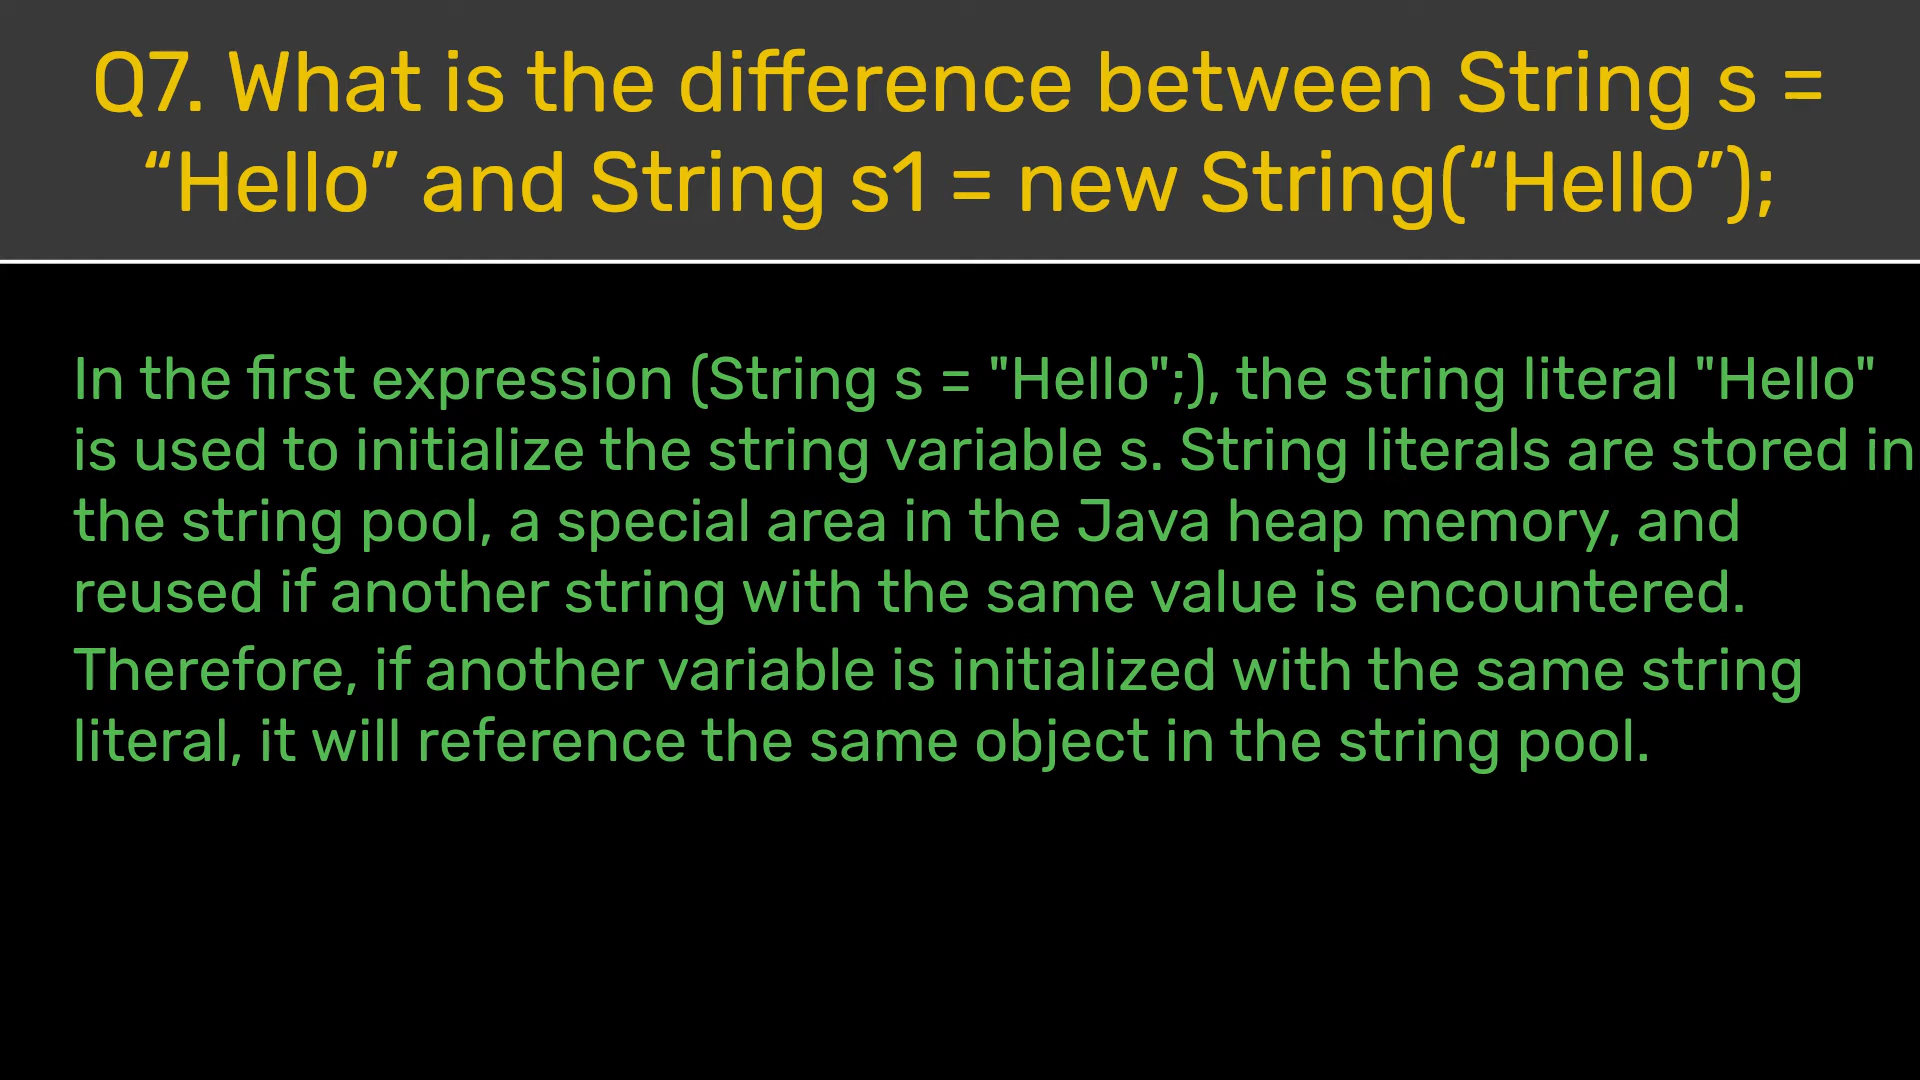 Q7. What is the difference between String s =
“Hello” and String s1 = new String(“Hello”);
In the first expression (String s = "Hello";), the string literal "Hello"
is used to initialize the string variable s. String literals are stored in
the string pool, a special area in the Java heap memory, and
reused if another string with the same value is encountered.
Therefore, if another variable is initialized with the same string
literal, it will reference the same object in the string pool.